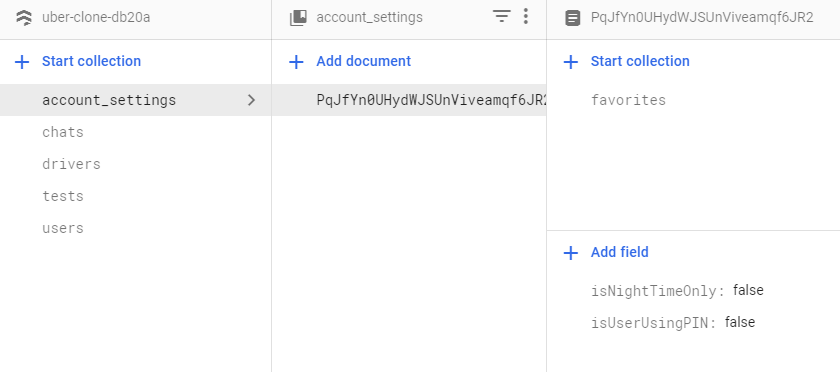 uber-clone-db20a
account_settings
PqJfYn0UHydWJSUnViveamqf6JR2
Start collection
Add document
Start collection
account_settings
PqJfYn0UHydWJSUnViveamqf6JR2
favorites
chats
drivers
tests
users
Add field
isNightTimeOnly: false
isUserUsingPIN: false